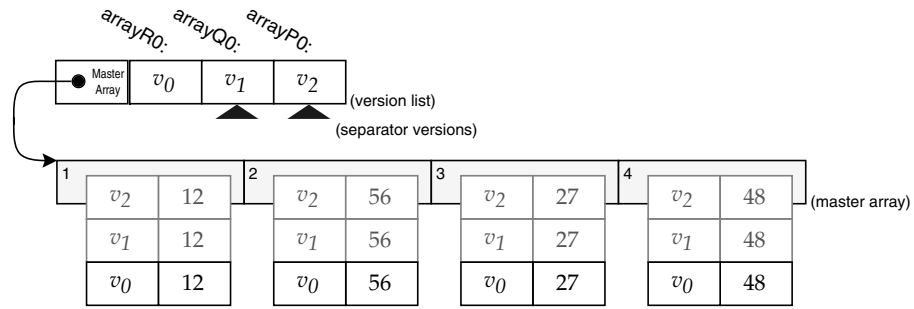 arrayR0: arrayQ0: arrayP0:
Master Array v0 v1 v2
(version list)
(separator versions)
1 2 3 4
v2 12 v2 56 v2 27 v2 48
(master array)
v1 12 v1 56 v1 27 v1 48
v0 12 v0 56 v0 27 v0 48